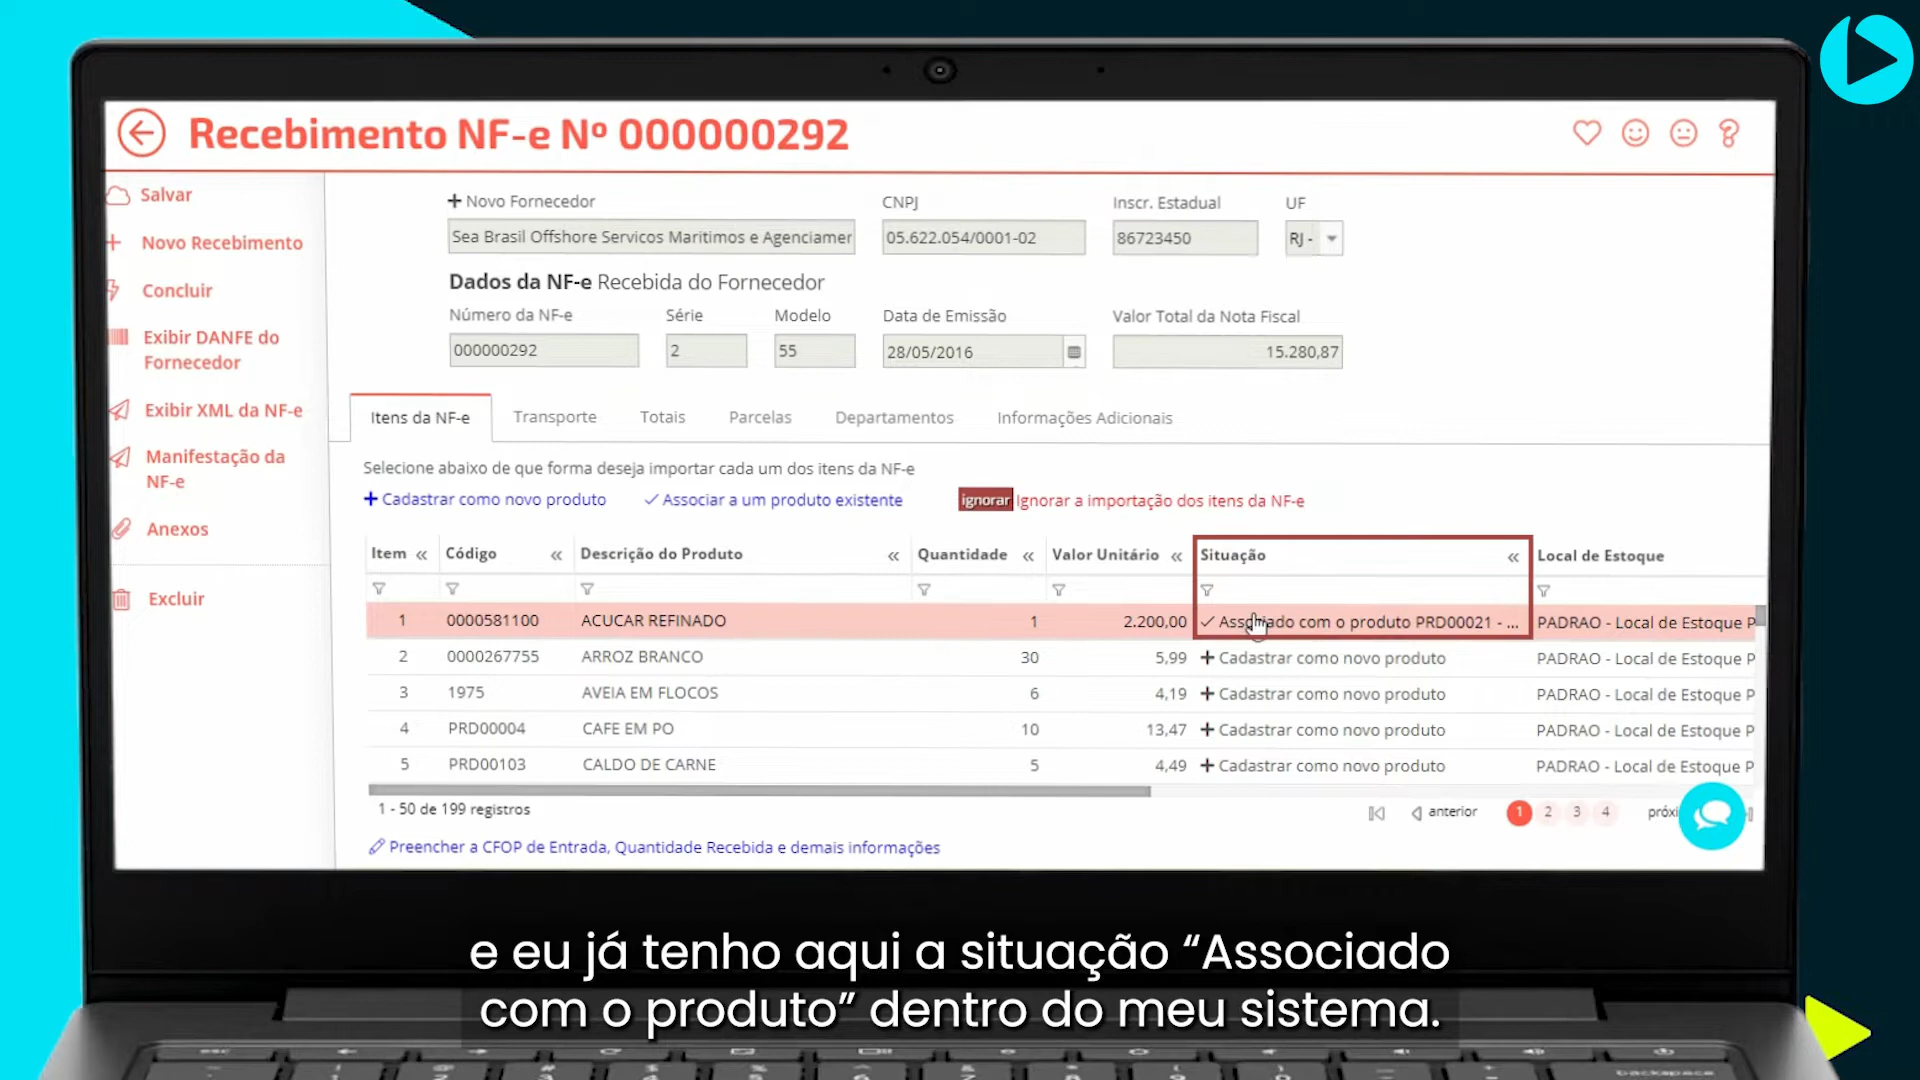 Recebimento NF-e Nº 000000292
Salvar
Novo Recebimento
Concluir
Exibir DANFE do
Fornecedor
Exibir XML da NF-e
Manifestação da
NF-e
Anexos
Excluir
+ Novo Fornecedor CNPJ Inscr. Estadual UF
Sea Brasil Offshore Servicos Maritimos e Agenciamer 05.622.054/0001-02 86723450 RJ -
Dados da NF-e Recebida do Fornecedor
Número da NF-e Série Modelo Data de Emissão Valor Total da Nota Fiscal
000000292 2 55 28/05/2016 15.280,87
Itens da NF-e Transporte Totais Parcelas Departamentos Informações Adicionais
Selecione abaixo de que forma deseja importar cada um dos itens da NF-e
+ Cadastrar como novo produto ✓ Associar a um produto existente ignorar Ignorar a importação dos itens da NF-e
Item « Código « Descrição do Produto « Quantidade « Valor Unitário « Situação « Local de Estoque
1 0000581100 ACUCAR REFINADO 1 2.200,00 ✓ Associado com o produto PRD00021 - ... PADRAO - Local de Estoque P
2 0000267755 ARROZ BRANCO 30 5,99 + Cadastrar como novo produto PADRAO - Local de Estoque P
3 1975 AVEIA EM FLOCOS 6 4,19 + Cadastrar como novo produto PADRAO - Local de Estoque P
4 PRD00004 CAFE EM PO 10 13,47 + Cadastrar como novo produto PADRAO - Local de Estoque P
5 PRD00103 CALDO DE CARNE 5 4,49 + Cadastrar como novo produto PADRAO - Local de Estoque P
1 - 50 de 199 registros anterior 1 2 3 4 próxi
Preencher a CFOP de Entrada, Quantidade Recebida e demais informações
e eu já tenho aqui a situação “Associado
com o produto” dentro do meu sistema.